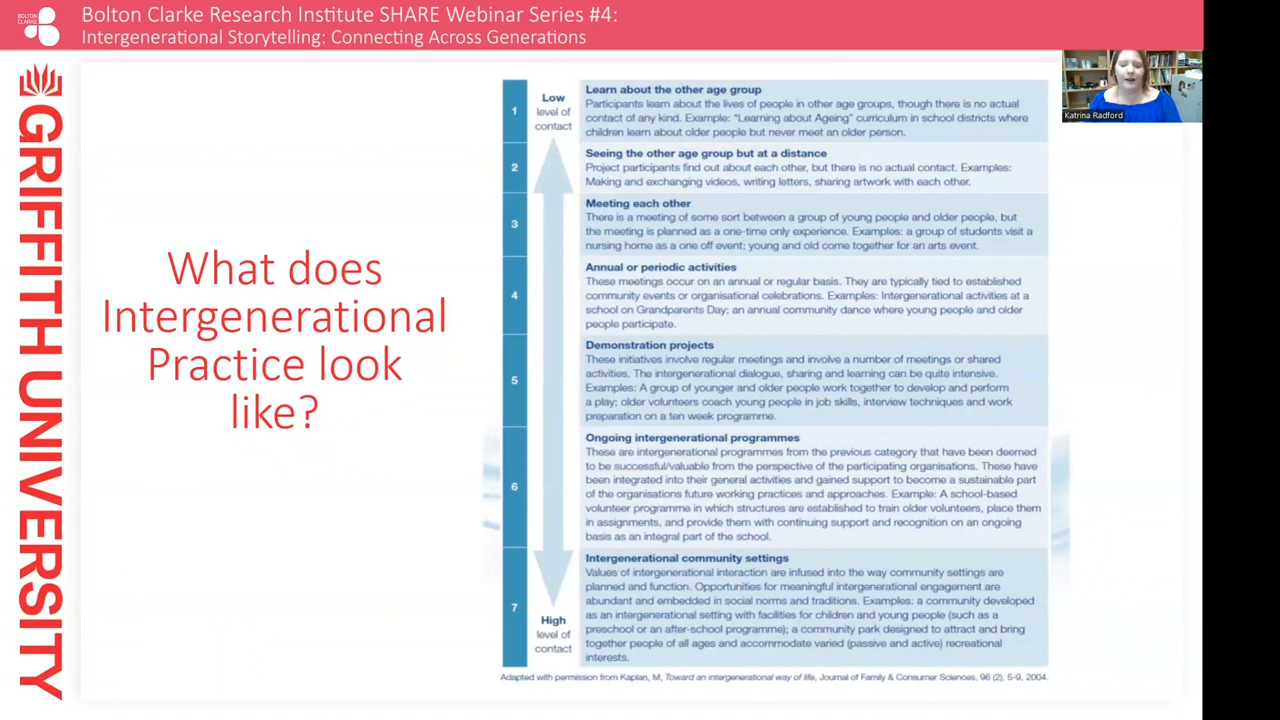 BOLTON
CLARKE
Bolton Clarke Research Institute SHARE Webinar Series #4:
Intergenerational Storytelling: Connecting Across Generations
GRIFFITH UNIVERSITY
What does
Intergenerational
Practice look
like?
Katrina Radford
1
Low
level of
contact
Learn about the other age group
Participants learn about the lives of people in other age groups, though there is no actual
contact of any kind. Example: “Learning about Ageing” curriculum in school districts where
children learn about older people but never meet an older person.
2
Seeing the other age group but at a distance
Project participants find out about each other, but there is no actual contact. Examples:
Making and exchanging videos, writing letters, sharing artwork with each other.
3
Meeting each other
There is a meeting of some sort between a group of young people and older people, but
the meeting is planned as a one-time only experience. Examples: a group of students visit a
nursing home as a one off event; young and old come together for an arts event.
4
Annual or periodic activities
These meetings occur on an annual or regular basis. They are typically tied to established
community events or organisational celebrations. Examples: Intergenerational activities at a
school on Grandparents Day; an annual community dance where young people and older
people participate.
5
Demonstration projects
These initiatives involve regular meetings and involve a number of meetings or shared
activities. The intergenerational dialogue, sharing and learning can be quite intensive.
Examples: A group of younger and older people work together to develop and perform
a play; older volunteers coach young people in job skills, interview techniques and work
preparation on a ten week programme.
6
Ongoing intergenerational programmes
These are intergenerational programmes from the previous category that have been deemed
to be successful/valuable from the perspective of the participating organisations. These have
been integrated into their general activities and gained support to become a sustainable part
of the organisations future working practices and approaches. Example: A school-based
volunteer programme in which structures are established to train older volunteers, place them
in assignments, and provide them with continuing support and recognition on an ongoing
basis as an integral part of the school.
7
High
level of
contact
Intergenerational community settings
Values of intergenerational interaction are infused into the way community settings are
planned and function. Opportunities for meaningful intergenerational engagement are
abundant and embedded in social norms and traditions. Examples: a community developed
as an intergenerational setting with facilities for children and young people (such as a
preschool or an after-school programme); a community park designed to attract and bring
together people of all ages and accommodate varied (passive and active) recreational
interests.
Adapted with permission from Kaplan, M, Toward an intergenerational way of life, Journal of Family & Consumer Sciences, 96 (2), 5-9, 2004.